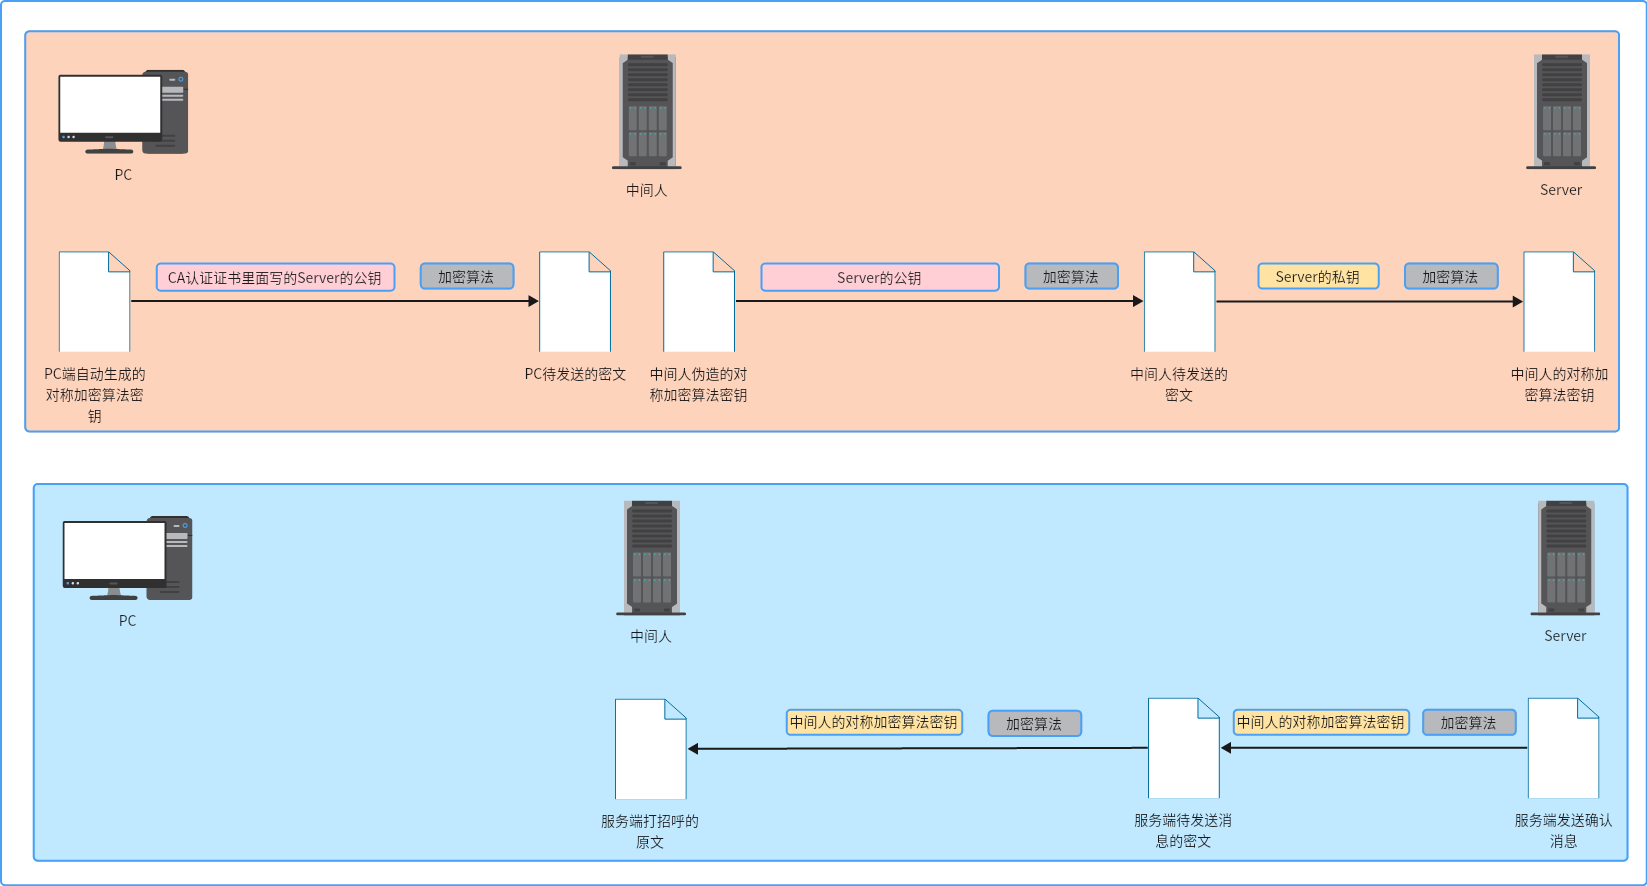 PC
中间人
Server
CA认证证书里面写的Server的公钥
加密算法
Server的公钥
加密算法
Server的私钥
加密算法
PC端自动生成的
对称加密算法密
钥
PC待发送的密文
中间人伪造的对
称加密算法密钥
中间人待发送的
密文
中间人的对称加
密算法密钥
PC
中间人
Server
中间人的对称加密算法密钥
加密算法
中间人的对称加密算法密钥
加密算法
服务端打招呼的
原文
服务端待发送消
息的密文
服务端发送确认
消息